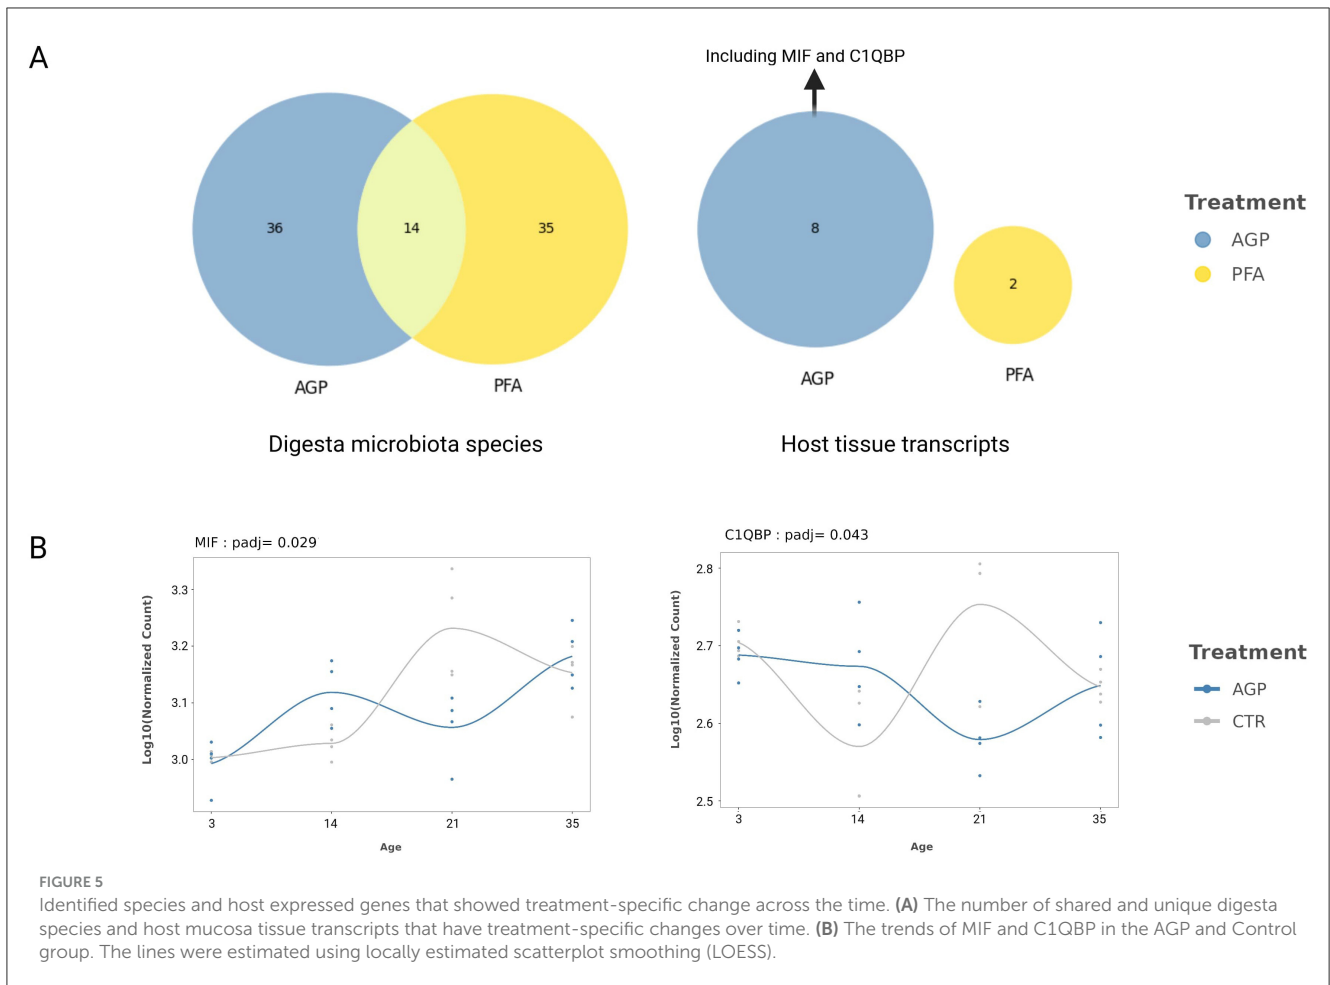 A
Including MIF and C1QBP
36
14
35
8
2
AGP
PFA
AGP
PFA
Digesta microbiota species
Host tissue transcripts
Treatment
AGP
PFA
B
MIF : padj= 0.029
Log10(Normalized Count)
3.3
3.2
3.1
3.0
3
14
21
35
Age
C1QBP : padj= 0.043
Log10(Normalized Count)
2.8
2.7
2.6
2.5
3
14
21
35
Age
Treatment
AGP
CTR
FIGURE 5
Identified species and host expressed genes that showed treatment-specific change across the time. (A) The number of shared and unique digesta
species and host mucosa tissue transcripts that have treatment-specific changes over time. (B) The trends of MIF and C1QBP in the AGP and Control
group. The lines were estimated using locally estimated scatterplot smoothing (LOESS).